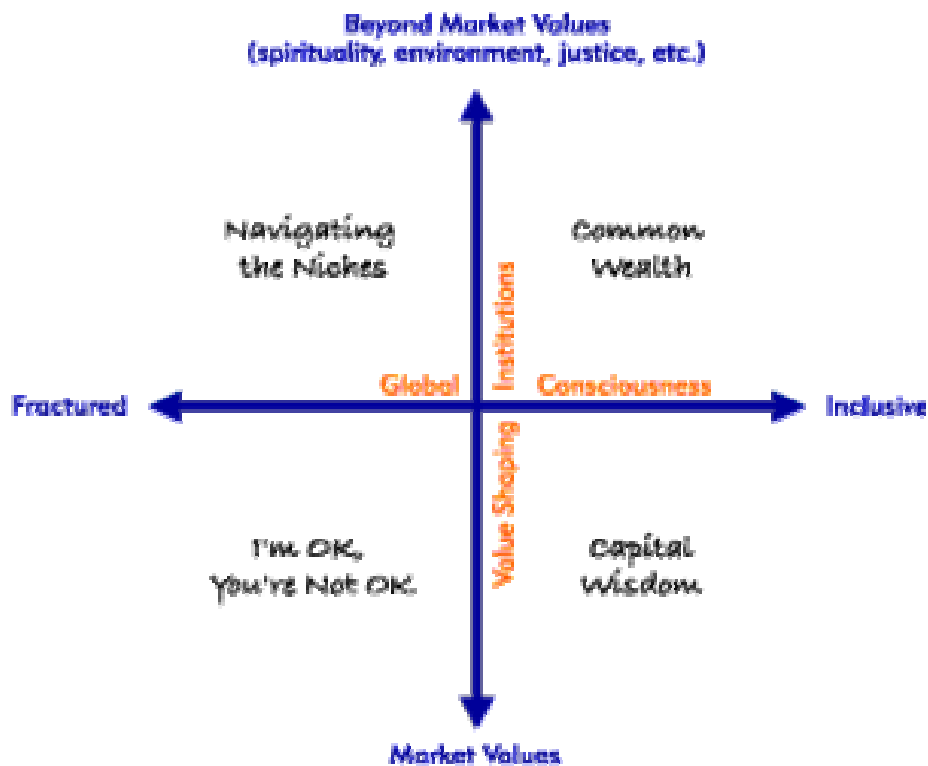 Beyond Market Values
(spirituality, environment, justice, etc.)
Navigating
the Niches
Common
Wealth
Value Shaping Institutions
Global Consciousness
Fractured
Inclusive
I'm OK,
You're Not OK.
Capital
Wisdom
Market Values